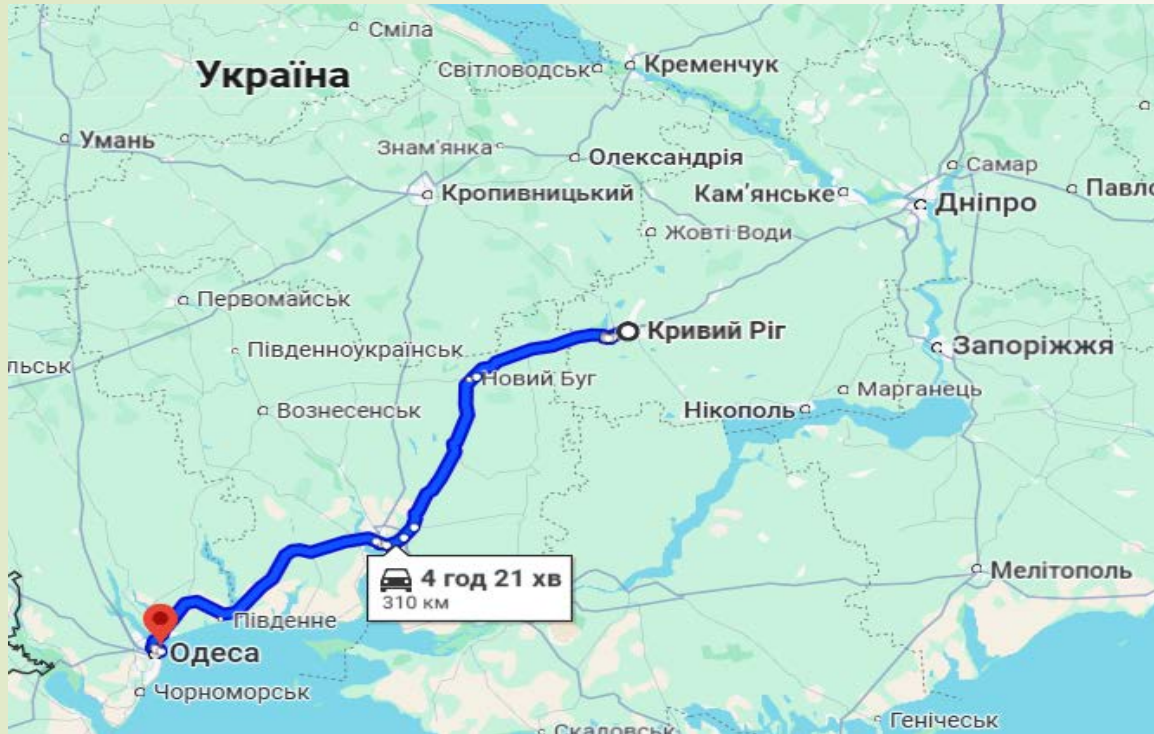 Сміла
Україна
Світловодськ
Кременчук
Умань
Знам'янка
Олександрія
Самар
Кропивницький
Кам'янське
Павло
Дніпро
Жовті Води
Первомайськ
Кривий Ріг
Південноукраїнськ
Запоріжжя
льськ
Новий Буг
Марганець
Вознесенськ
Нікополь
4 год 21 хв
310 км
Мелітополь
Південне
Одеса
Чорноморськ
Генічеськ
Скадовськ